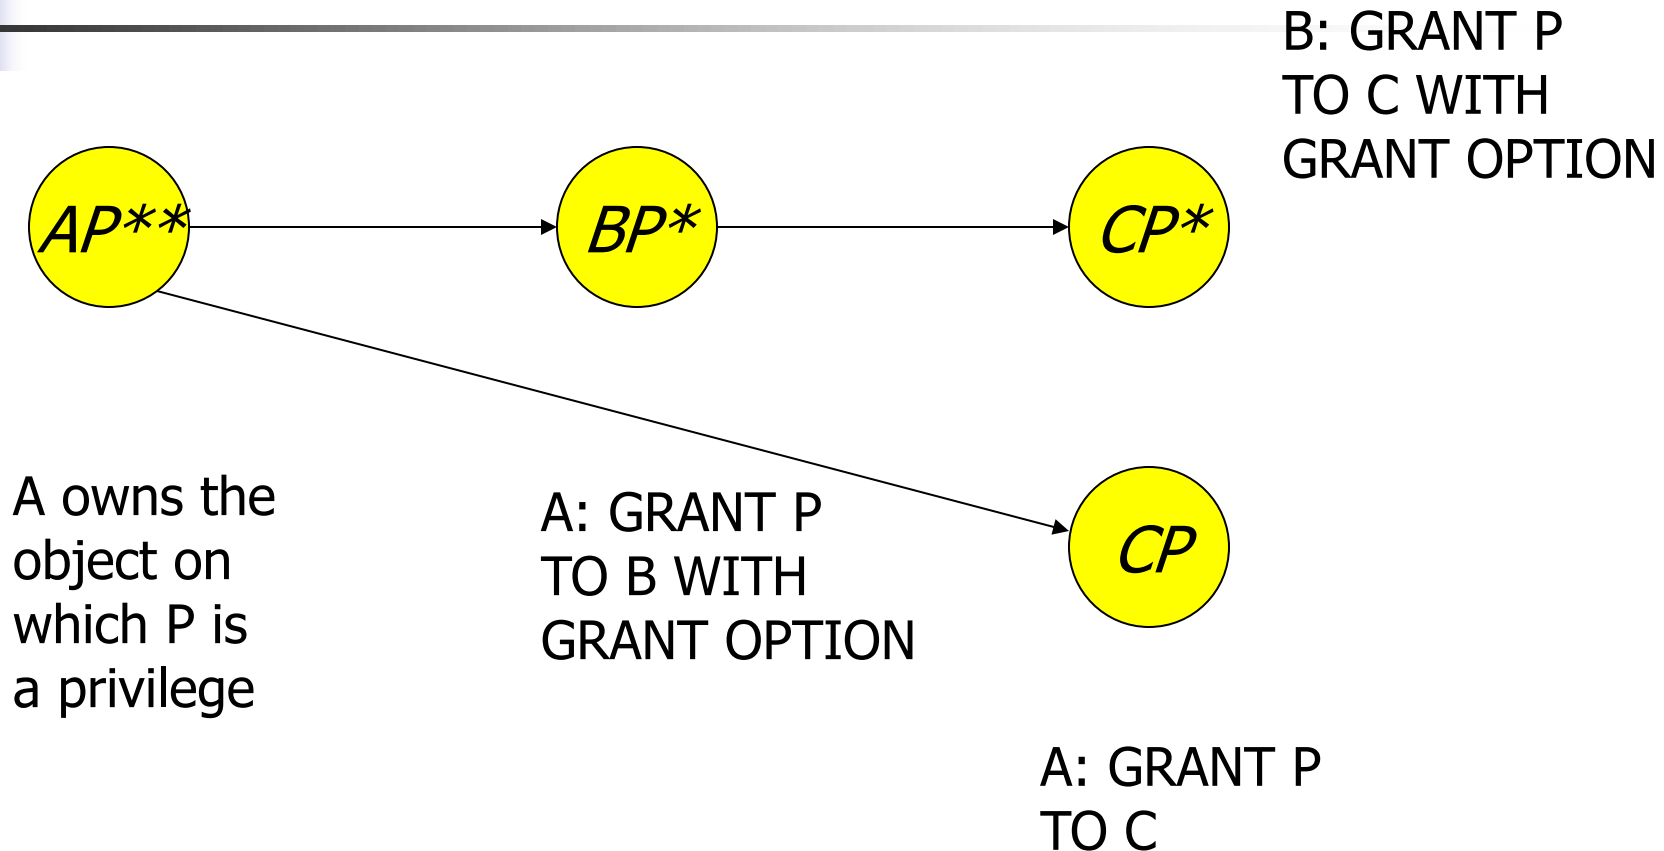 B: GRANT P
TO C WITH
GRANT OPTION
AP**
BP*
CP*
A owns the
object on
which P is
a privilege
A: GRANT P
TO B WITH
GRANT OPTION
CP
A: GRANT P
TO C